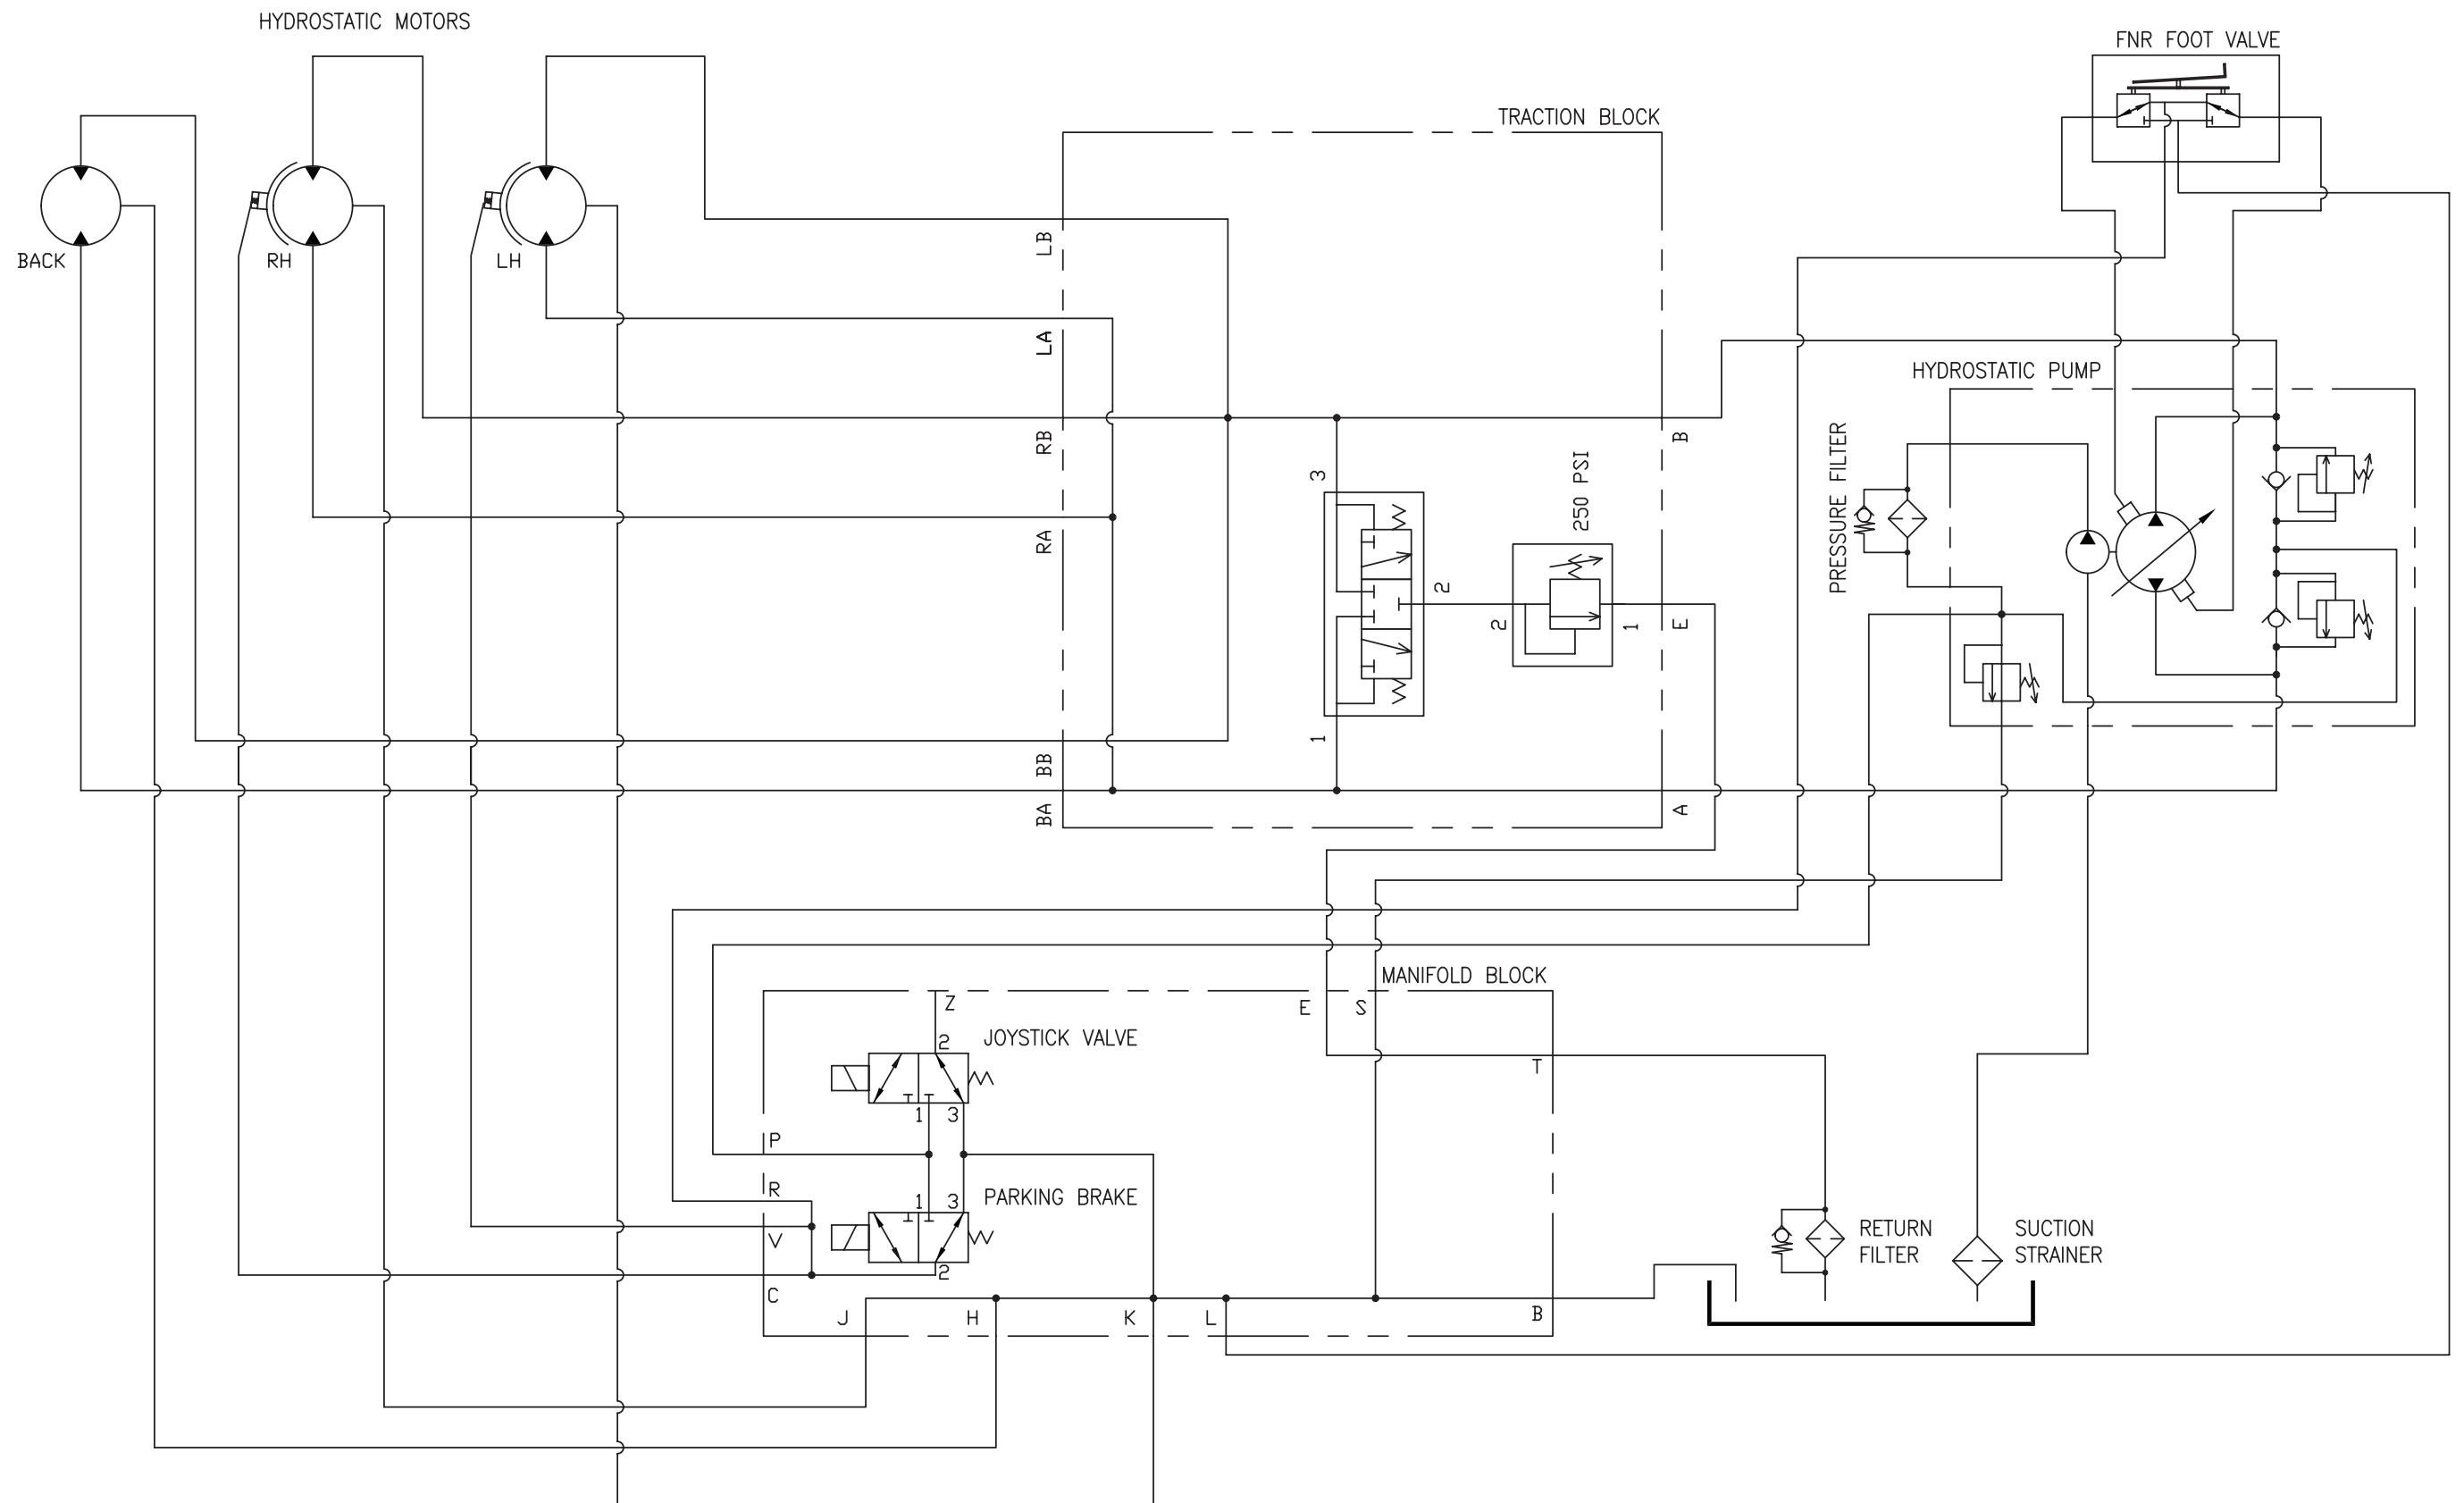 HYDROSTATIC MOTORS
FNR FOOT VALVE
TRACTION BLOCK
BACK
RH
LH
LB
LA
HYDROSTATIC PUMP
RB
B
3
250 PSI
PRESSURE FILTER
RA
2
2
1
E
1
BB
BA
A
MANIFOLD BLOCK
Z
E
S
2
JOYSTICK VALVE
T
1
3
P
R
1
3
PARKING BRAKE
V
2
C
J
H
K
L
B
RETURN
FILTER
SUCTION
STRAINER